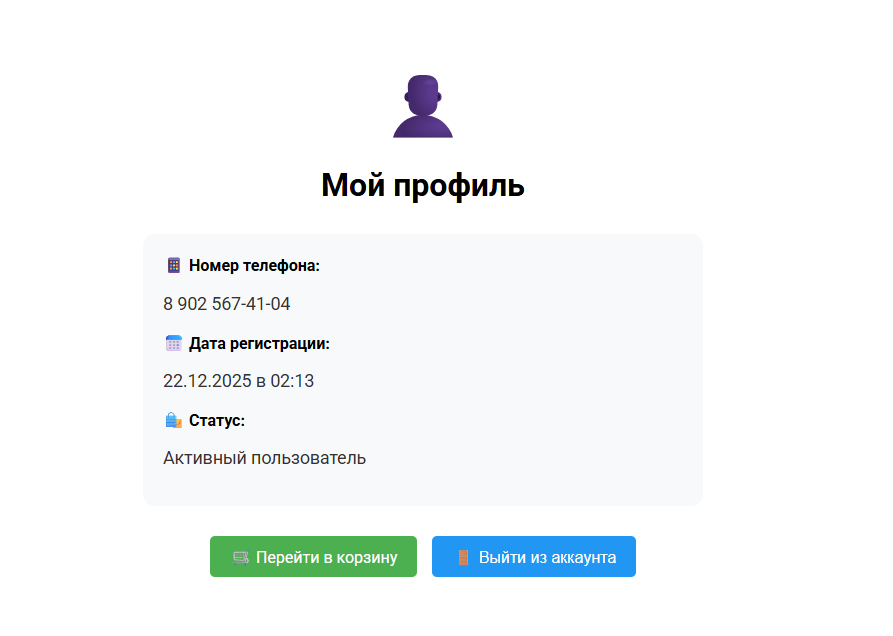 Мой профиль
Номер телефона:
8 902 567-41-04
Дата регистрации:
22.12.2025 в 02:13
Статус:
Активный пользователь
Перейти в корзину
Выйти из аккаунта